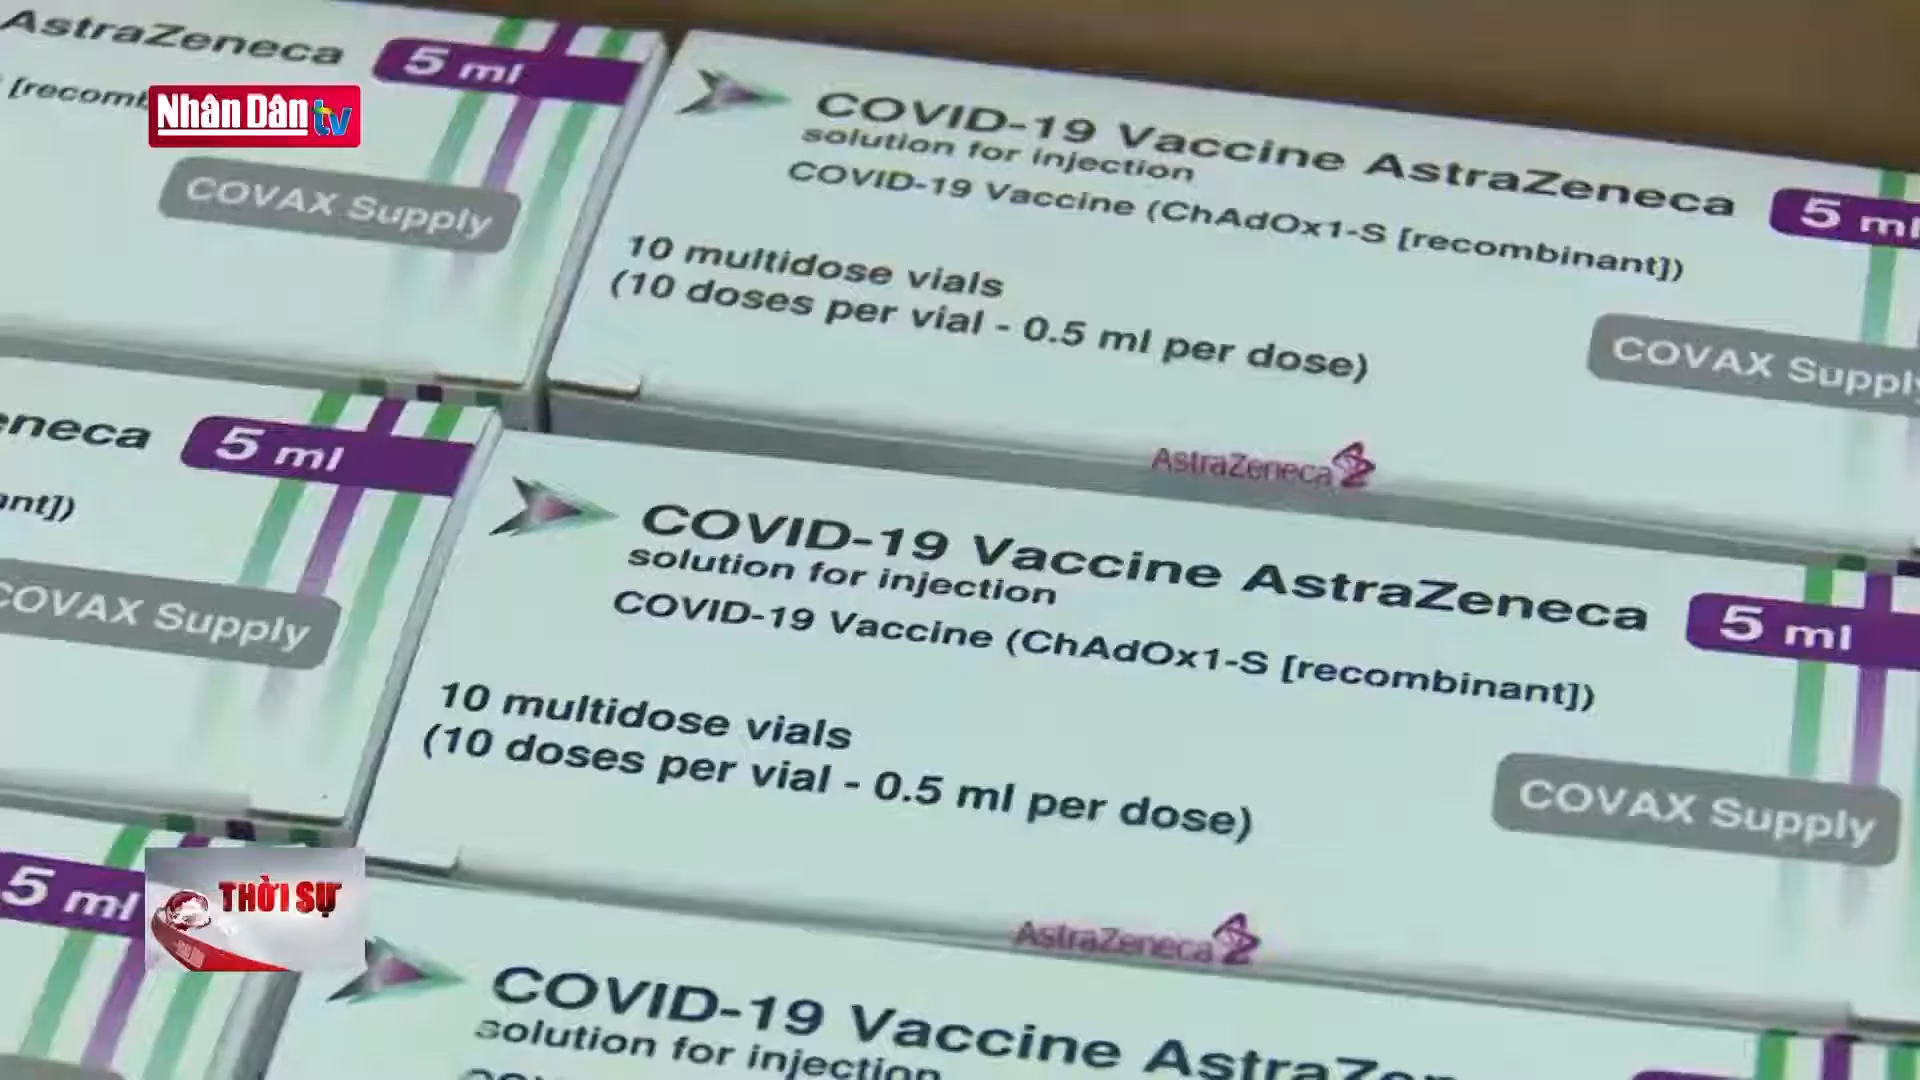 AstraZeneca
5 ml
[recomb
Nhân Dân tv
COVAX Supply
COVID-19 Vaccine AstraZeneca
5 ml
solution for injection
COVID-19 Vaccine (ChAdOx1-S [recombinant])
10 multidose vials
(10 doses per vial - 0.5 ml per dose)
COVAX Supply
AstraZeneca
eneca
5 ml
ant])
COVAX Supply
COVID-19 Vaccine AstraZeneca
5 ml
solution for injection
COVID-19 Vaccine (ChAdOx1-S [recombinant])
10 multidose vials
(10 doses per vial - 0.5 ml per dose)
COVAX Supply
AstraZeneca
5 ml
THỜI SỰ
COVID-19 Vaccine AstraZe
solution for injection